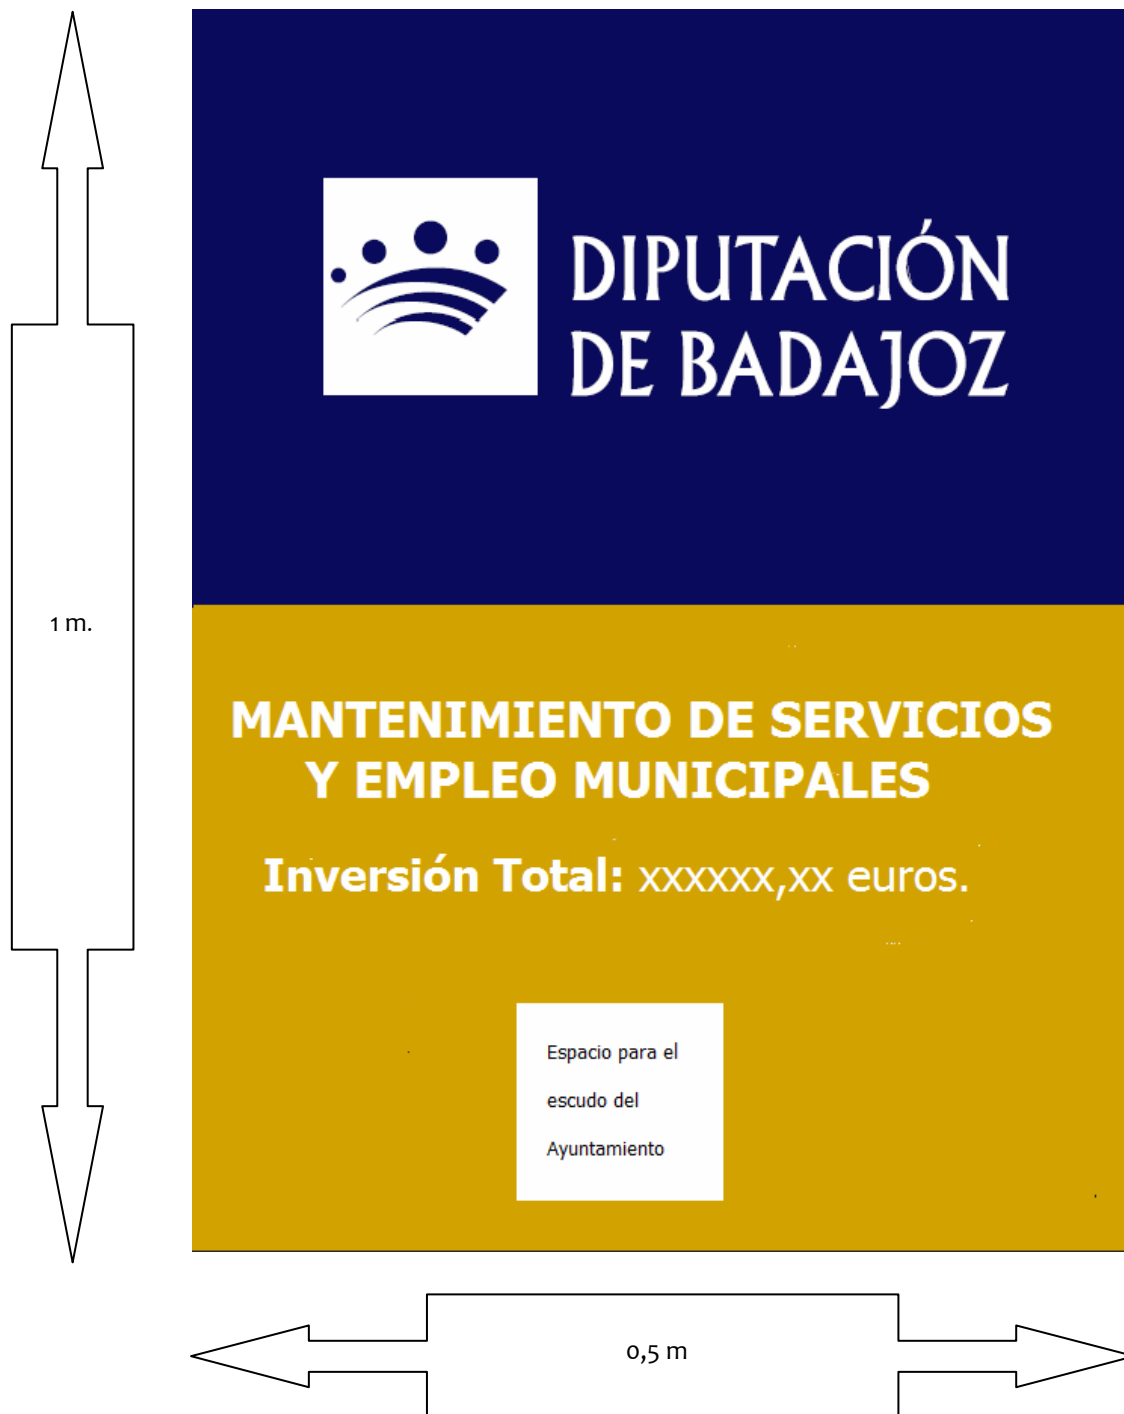 DIPUTACIÓN
DE BADAJOZ
1 m.
MANTENIMIENTO DE SERVICIOS
Y EMPLEO MUNICIPALES
Inversión Total: xxxxxx,xx euros.
Espacio para el
escudo del
Ayuntamiento
0,5 m